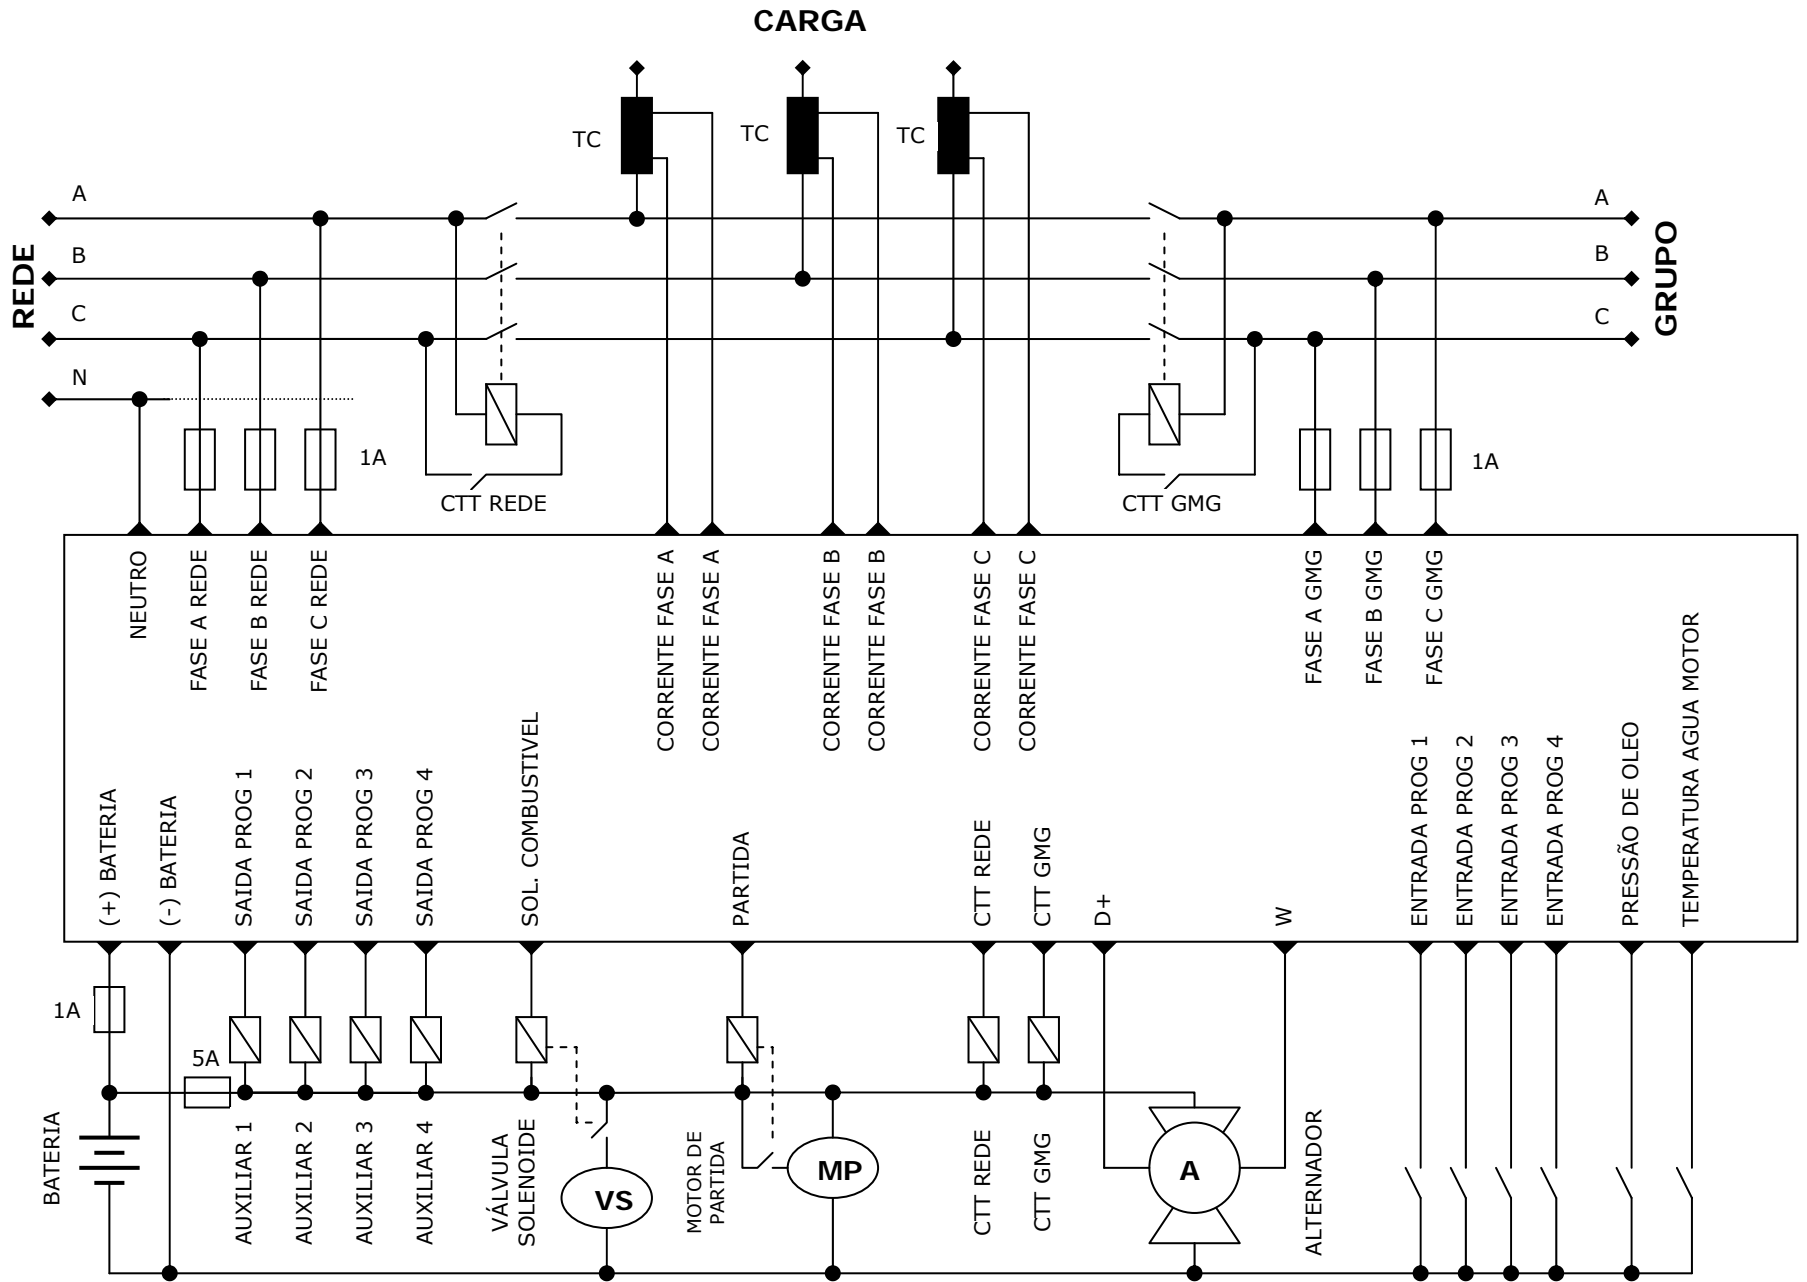 CARGA
TC
TC
TC
A
A
REDE
B
B
GRUPO
C
C
N
1A
1A
CTT REDE
CTT GMG
NEUTRO
FASE A REDE
FASE B REDE
FASE C REDE
CORRENTE FASE A
CORRENTE FASE A
CORRENTE FASE B
CORRENTE FASE B
CORRENTE FASE C
CORRENTE FASE C
FASE A GMG
FASE B GMG
FASE C GMG
(+) BATERIA
(-) BATERIA
SAIDA PROG 1
SAIDA PROG 2
SAIDA PROG 3
SAIDA PROG 4
SOL. COMBUSTIVEL
PARTIDA
CTT REDE
CTT GMG
D+
W
ENTRADA PROG 1
ENTRADA PROG 2
ENTRADA PROG 3
ENTRADA PROG 4
PRESSÃO DE OLEO
TEMPERATURA AGUA MOTOR
1A
5A
BATERIA
AUXILIAR 1
AUXILIAR 2
AUXILIAR 3
AUXILIAR 4
VÁLVULA
SOLENOIDE
VS
MOTOR DE
PARTIDA
MP
CTT REDE
CTT GMG
A
ALTERNADOR